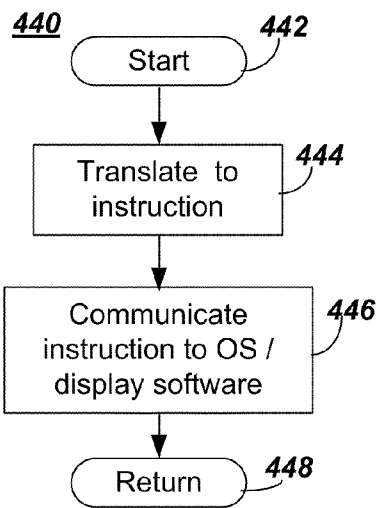 440
442
Start
444
Translate to
instruction
446
Communicate
instruction to OS /
display software
448
Return